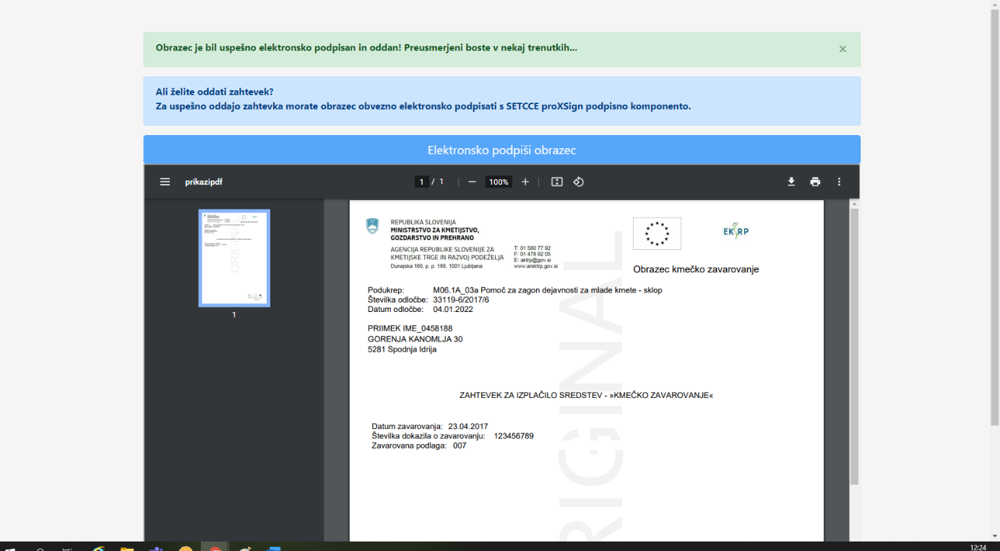 Obrazec je bil uspešno elektronsko podpisan in oddan! Preusmerjeni boste v nekaj trenutkih...
×
Ali želite oddati zahtevek?
Za uspešno oddajo zahtevka morate obrazec obvezno elektronsko podpisati s SETCCE proXSign podpisno komponento.
Elektronsko podpiši obrazec
prikazipdf
1 / 1
100%
1
REPUBLIKA SLOVENIJA
MINISTRSTVO ZA KMETIJSTVO,
GOZDARSTVO IN PREHRANO
AGENCIJA REPUBLIKE SLOVENIJE ZA
KMETIJSKE TRGE IN RAZVOJ PODEŽELJA
Dunajska 160, p. p. 189, 1001 Ljubljana
T: 01 580 77 92
F: 01 478 92 05
E: aktrp@gov.si
www.arsktrp.gov.si
EKSRP
Obrazec kmečko zavarovanje
Podukrep: M06.1A_03a Pomoč za zagon dejavnosti za mlade kmete - sklop
Številka odločbe: 33119-6/2017/6
Datum odločbe: 04.01.2022
PRIIMEK IME_0458188
GORENJA KANOMLJA 30
5281 Spodnja Idrija
ZAHTEVEK ZA IZPLAČILO SREDSTEV - »KMEČKO ZAVAROVANJE«
Datum zavarovanja: 23.04.2017
Številka dokazila o zavarovanju: 123456789
Zavarovana podlaga: 007
ORIGINAL
12:24